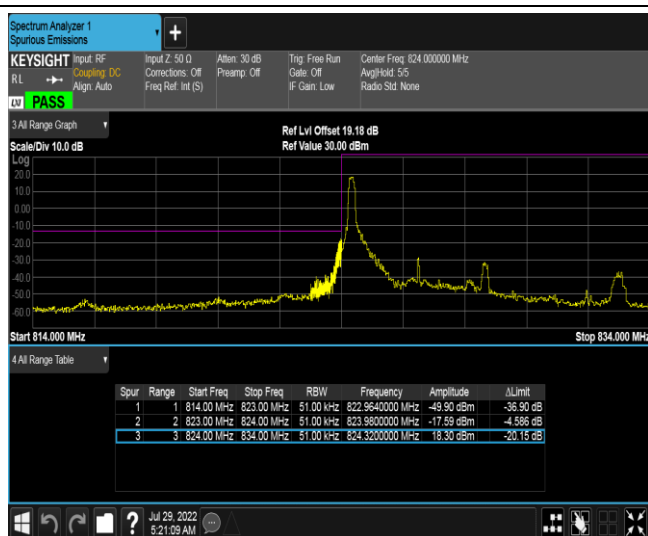 Spectrum Analyzer 1
Spurious Emissions
+
KEYSIGHT Input: RF Input Z: 50 Ω Atten: 30 dB Trig: Free Run Center Freq: 824.000000 MHz
RL Coupling: DC Corrections: Off Preamp: Off Gate: Off Avg|Hold: 5/5
Align: Auto Freq Ref: Int (S) IF Gain: Low Radio Std: None
LXI PASS
3 All Range Graph
Ref Lvl Offset 19.18 dB
Scale/Div 10.0 dB Ref Value 30.00 dBm
Log
20.0
10.0
0.00
-10.0
-20.0
-30.0
-40.0
-50.0
-60.0
Start 814.000 MHz Stop 834.000 MHz
4 All Range Table
Spur Range Start Freq Stop Freq RBW Frequency Amplitude ΔLimit
1 1 814.00 MHz 823.00 MHz 51.00 kHz 822.9640000 MHz -49.90 dBm -36.90 dB
2 2 823.00 MHz 824.00 MHz 51.00 kHz 823.9800000 MHz -17.59 dBm -4.586 dB
3 3 824.00 MHz 834.00 MHz 51.00 kHz 824.3200000 MHz 18.30 dBm -20.15 dB
? Jul 29, 2022
5:21:09 AM